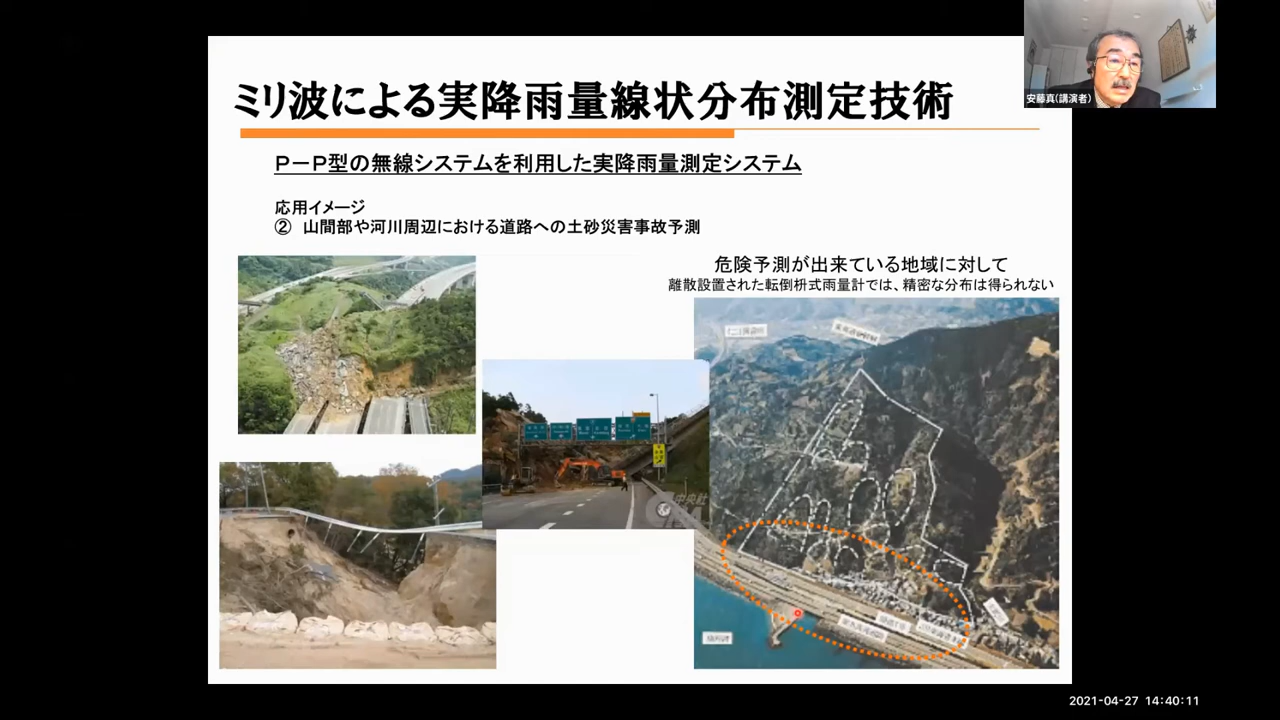 ミリ波による実降雨量線状分布測定技術
安藤真(講演者)
P－P型の無線システムを利用した実降雨量測定システム
応用イメージ
② 山間部や河川周辺における道路への土砂災害事故予測
危険予測が出来ている地域に対して
離散設置された転倒枡式雨量計では、精密な分布は得られない
中央社
2021-04-27 14:40:11